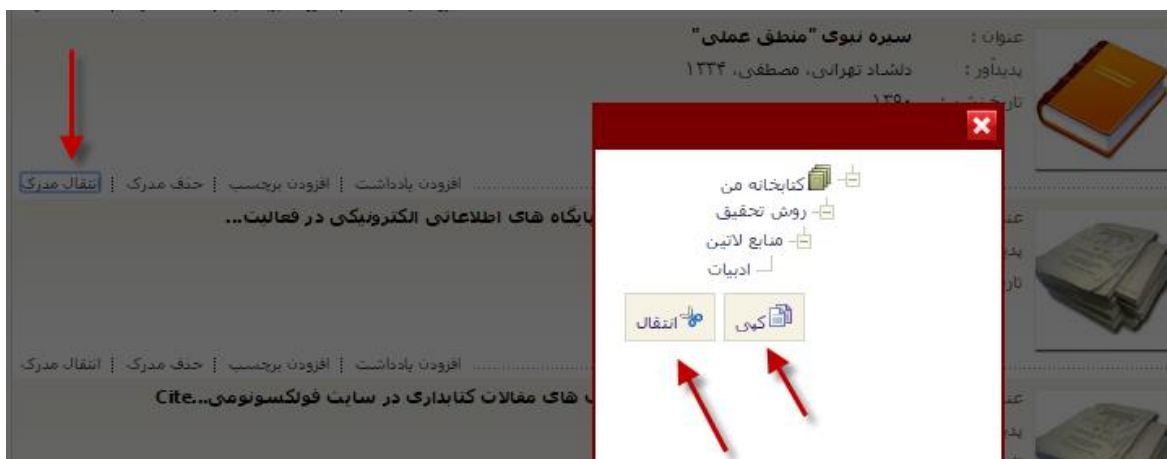 عنوان : سیره نبوی "منطق عملی"
پدیدآور : دلشاد تهرانی، مصطفی، ۱۳۳۴
۱۳۹۰
افزودن یادداشت ¦ افزودن برچسب ¦ حذف مدرک ¦ انتقال مدرک
کتابخانه من
روش تحقیق
منابع لاتین
ادبیات
کپی انتقال
پایگاه های اطلاعاتی الکترونیکی در فعالیت...
افزودن یادداشت ¦ افزودن برچسب ¦ حذف مدرک ¦ انتقال مدرک
های مقالات کتابداری در سایت فولکسونومی...Cite